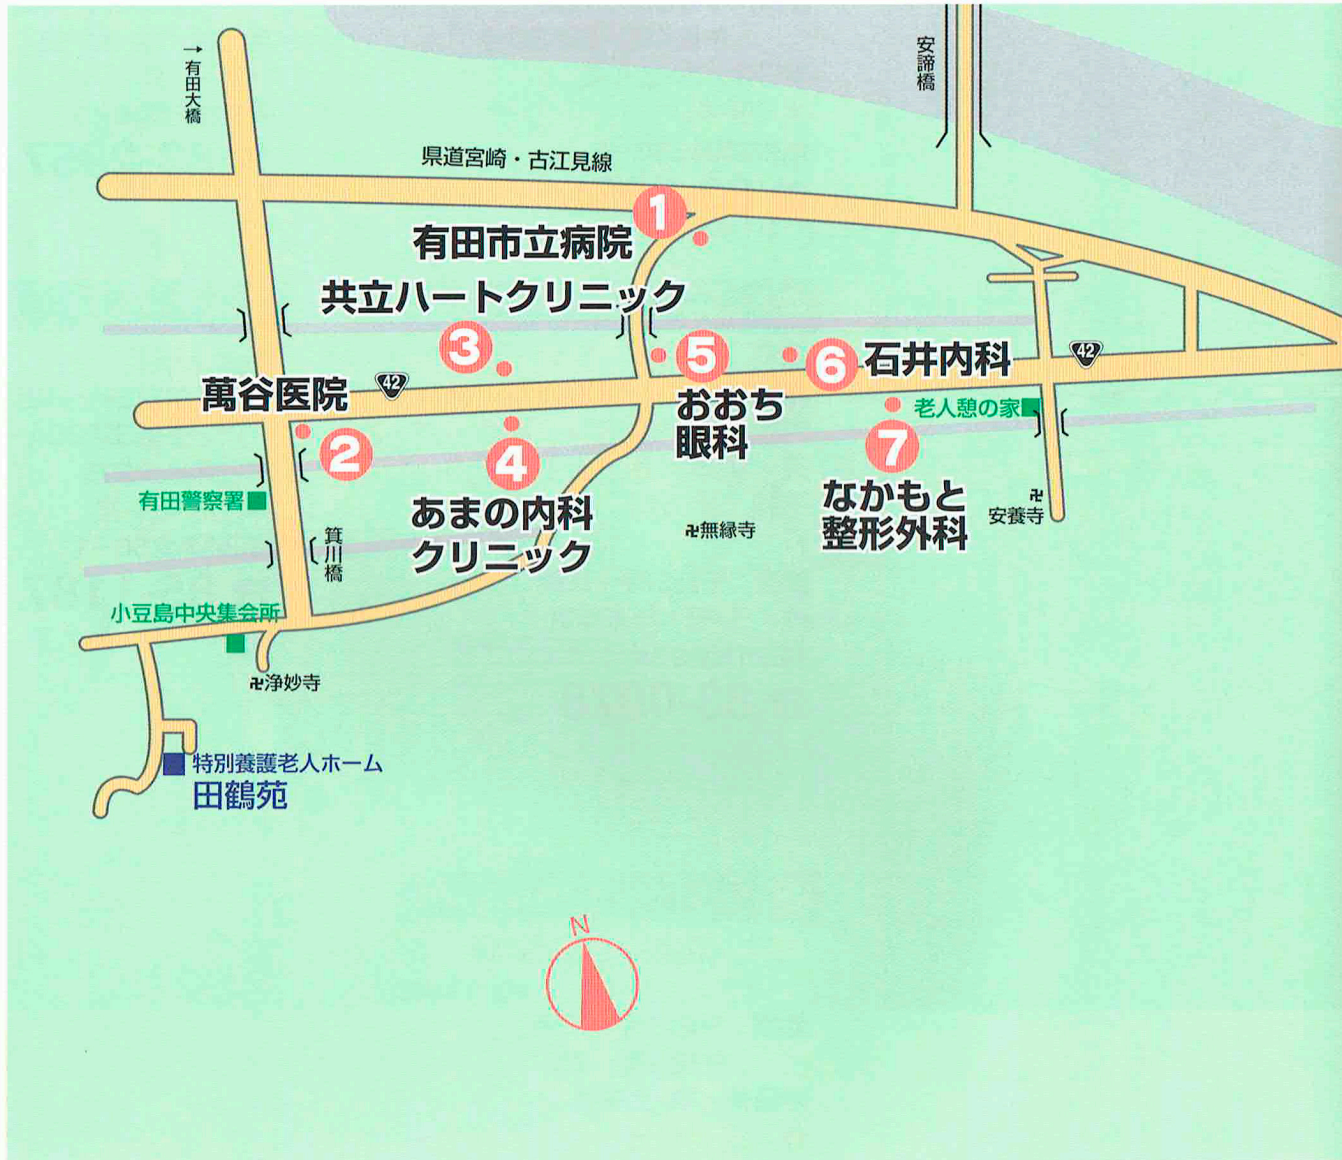 →有田大橋
安諦橋
県道宮崎・古江見線
1
有田市立病院
共立ハートクリニック
3
5
6
石井内科
42
42
萬谷医院
おおち
眼科
老人憩の家
2
4
7
有田警察署
あまの内科
クリニック
なかもと
整形外科
卍
安養寺
卍無縁寺
箕川橋
小豆島中央集会所
卍浄妙寺
特別養護老人ホーム
田鶴苑
N